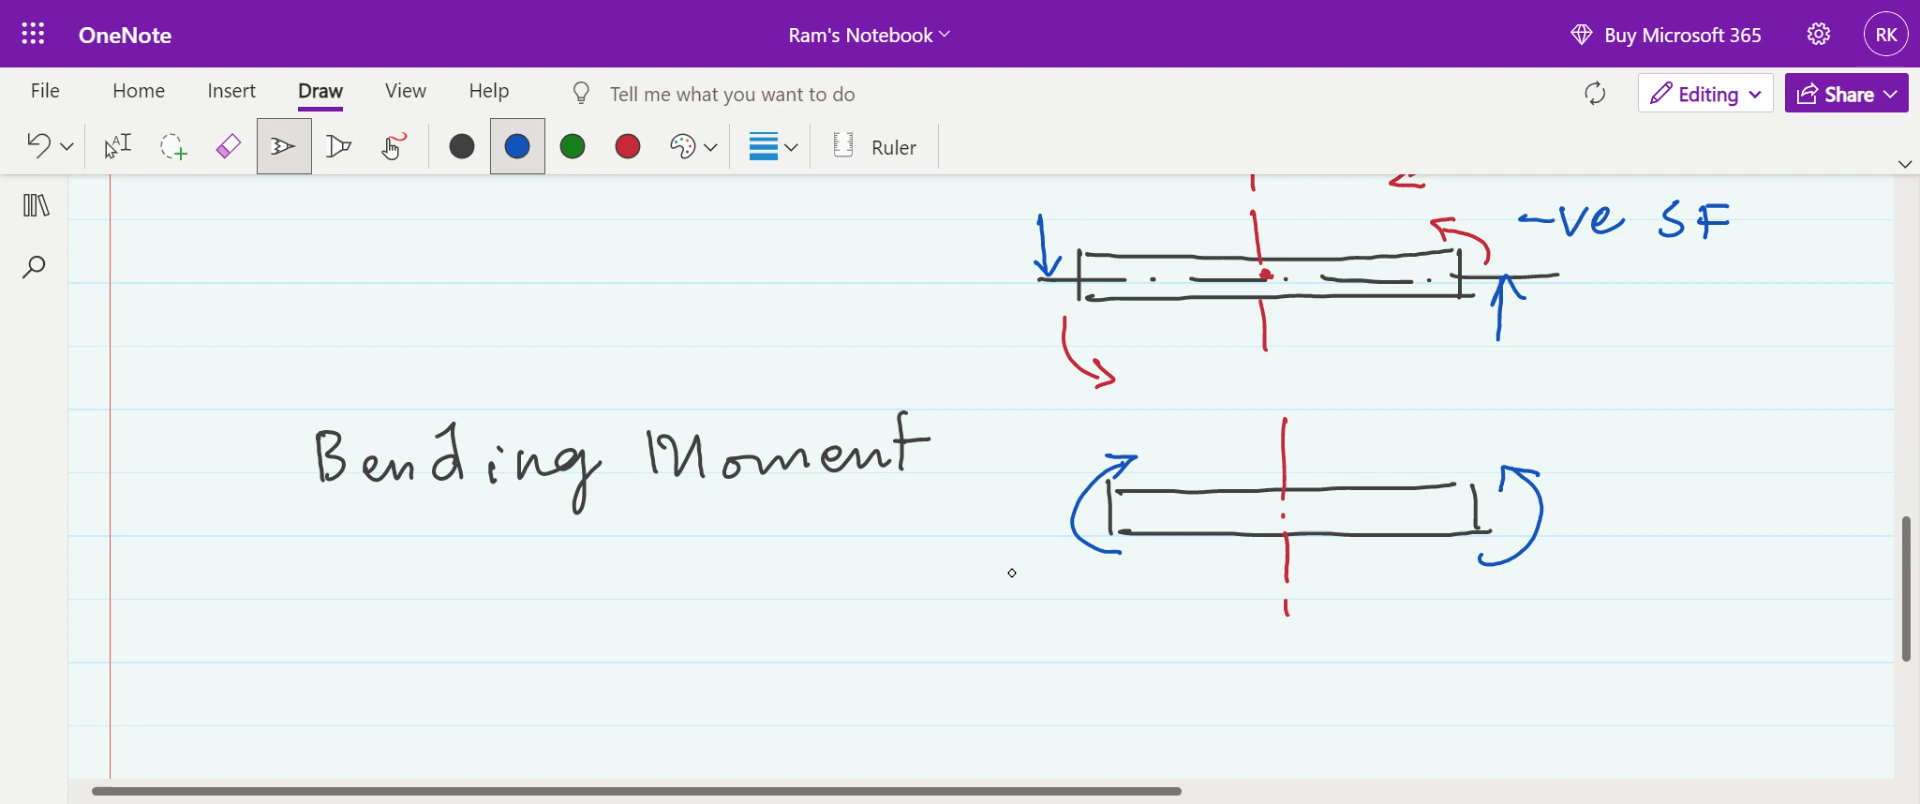 OneNote
Ram's Notebook
Buy Microsoft 365
RK
File Home Insert Draw View Help Tell me what you want to do
Editing
Share
Ruler
-ve SF
Bending Moment